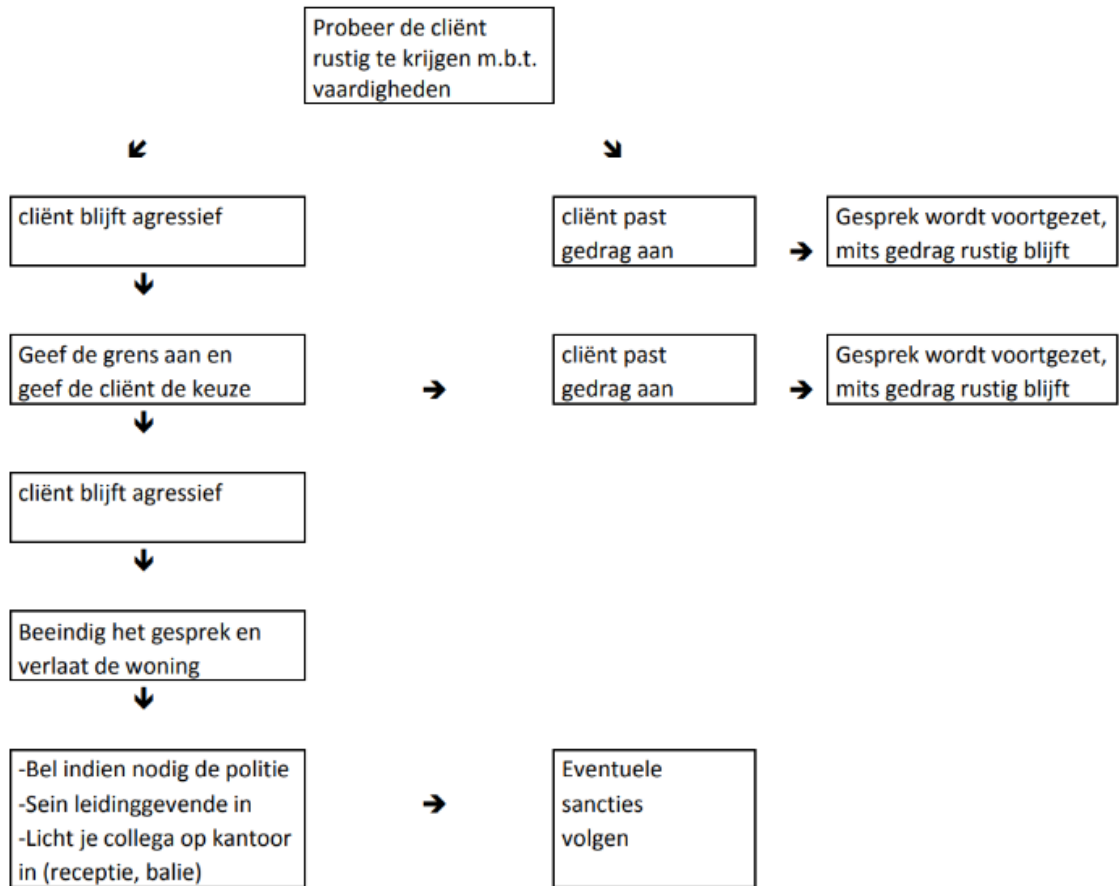 Probeer de cliënt
rustig te krijgen m.b.t.
vaardigheden
cliënt blijft agressief
cliënt past
gedrag aan
Gesprek wordt voortgezet,
mits gedrag rustig blijft
Geef de grens aan en
geef de cliënt de keuze
cliënt past
gedrag aan
Gesprek wordt voortgezet,
mits gedrag rustig blijft
cliënt blijft agressief
Beeindig het gesprek en
verlaat de woning
-Bel indien nodig de politie
-Sein leidinggevende in
-Licht je collega op kantoor
in (receptie, balie)
Eventuele
sancties
volgen